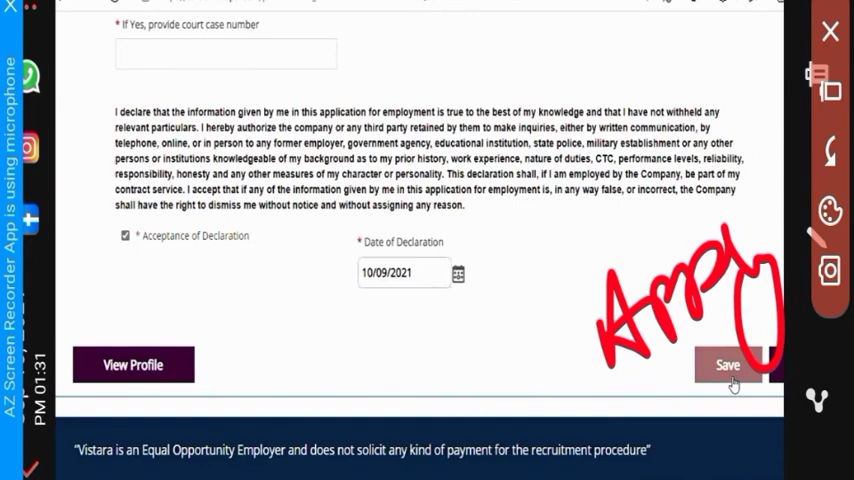 * If Yes, provide court case number
I declare that the information given by me in this application for employment is true to the best of my knowledge and that I have not withheld any
relevant particulars. I hereby authorize the company or any third party retained by them to make inquiries, either by written communication, by
telephone, online, or in person to any former employer, government agency, educational institution, state police, military establishment or any other
persons or institutions knowledgeable of my background as to my prior history, work experience, nature of duties, CTC, performance levels, reliability,
responsibility, honesty and any other measures of my character or personality. This declaration shall, if I am employed by the Company, be part of my
contract service. I accept that if any of the information given by me in this application for employment is, in any way false, or incorrect, the Company
shall have the right to dismiss me without notice and without assigning any reason.
* Acceptance of Declaration
* Date of Declaration
10/09/2021
Apply
View Profile
Save
"Vistara is an Equal Opportunity Employer and does not solicit any kind of payment for the recruitment procedure"
AZ Screen Recorder App is using microphone
PM 01:31